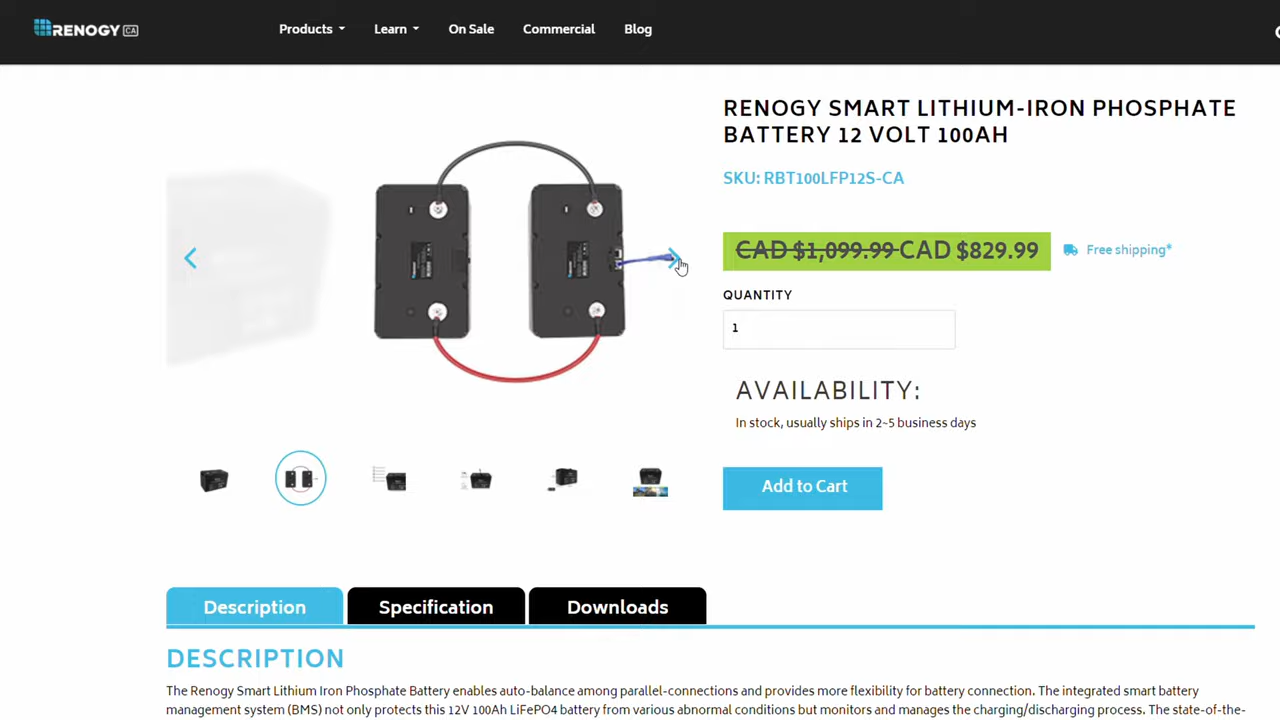 RENOGY CA
Products
Learn
On Sale
Commercial
Blog
RENOGY SMART LITHIUM-IRON PHOSPHATE
BATTERY 12 VOLT 100AH
SKU: RBT100LFP12S-CA
CAD $1,099.99 CAD $829.99
Free shipping*
QUANTITY
1
AVAILABILITY:
In stock, usually ships in 2~5 business days
Add to Cart
Description
Specification
Downloads
DESCRIPTION
The Renogy Smart Lithium Iron Phosphate Battery enables auto-balance among parallel-connections and provides more flexibility for battery connection. The integrated smart battery
management system (BMS) not only protects this 12V 100Ah LiFePO4 battery from various abnormal conditions but monitors and manages the charging/discharging process. The state-of-the-